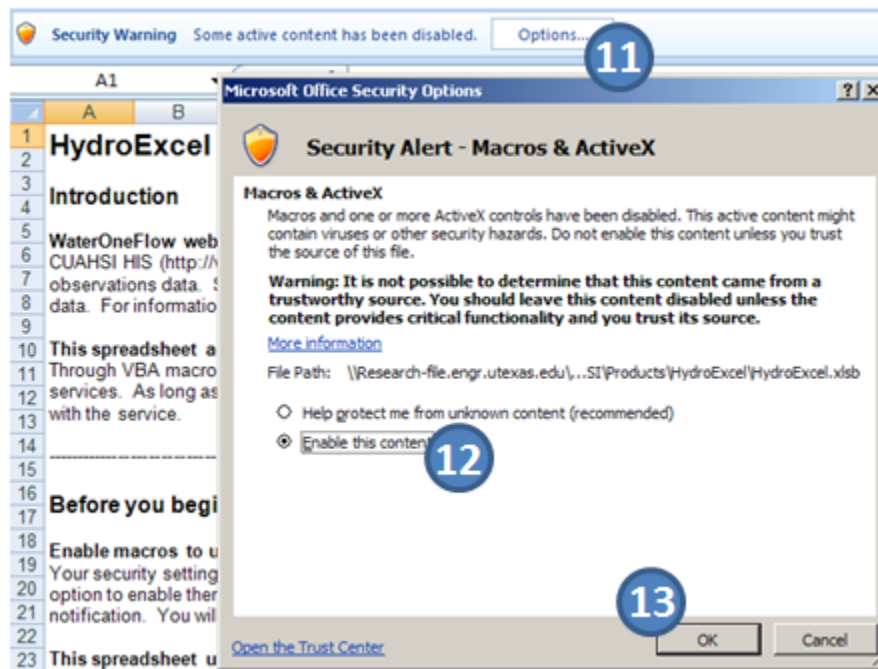 Security Warning Some active content has been disabled. Options...
11
A1
Microsoft Office Security Options
A B
Security Alert - Macros & ActiveX
1 HydroExcel
2
3
4 Introduction
5 WaterOneFlow web
6 CUAHSI HIS (http://
7 observations data.
8 data. For informatio
9
10 This spreadsheet a
11 Through VBA macro
12 services. As long as
13 with the service.
14
15
16
17 Before you begi
18 Enable macros to u
19 Your security setting
20 option to enable ther
21 notification. You wil
22
23 This spreadsheet u
Macros & ActiveX
Macros and one or more ActiveX controls have been disabled. This active content might
contain viruses or other security hazards. Do not enable this content unless you trust
the source of this file.
Warning: It is not possible to determine that this content came from a
trustworthy source. You should leave this content disabled unless the
content provides critical functionality and you trust its source.
More information
File Path: \\Research-file.engr.utexas.edu\...SI\Products\HydroExcel\HydroExcel.xlsb
Help protect me from unknown content (recommended)
Enable this content
12
13
Open the Trust Center
OK Cancel